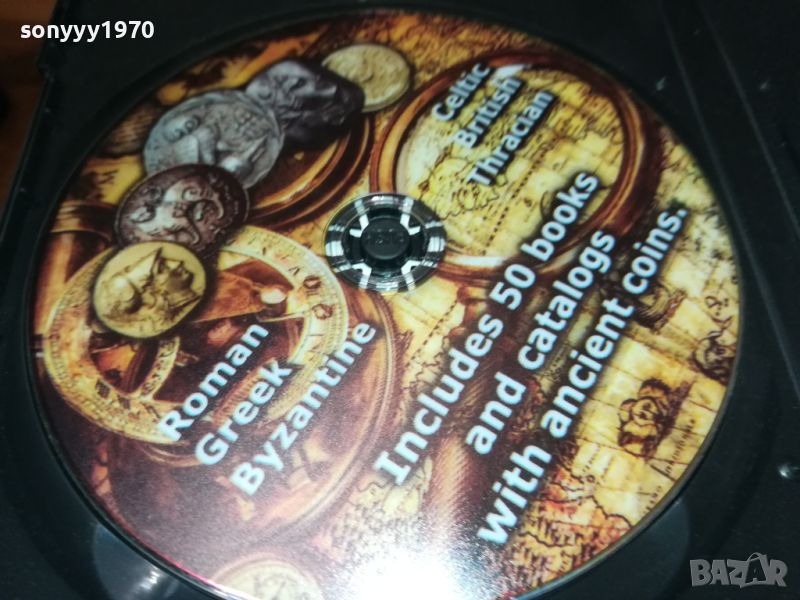 sonyyy1970
Celtic
British
Thracian
Includes 50 books
and catalogs
with ancient coins.
Roman
Greek
Byzantine
BAZAR